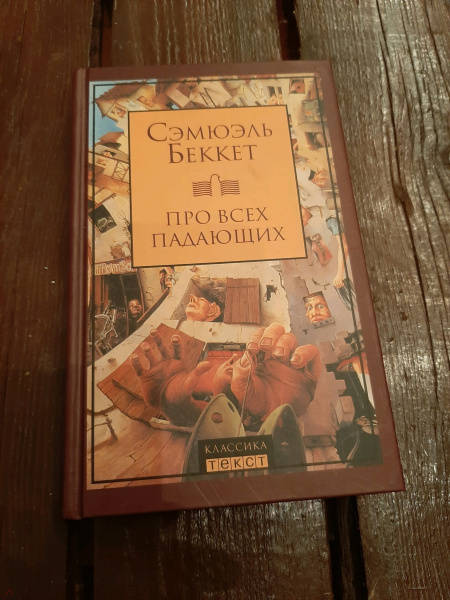 Сэмюэль
Беккет
про всех
падающих
КЛАССИКА
текст